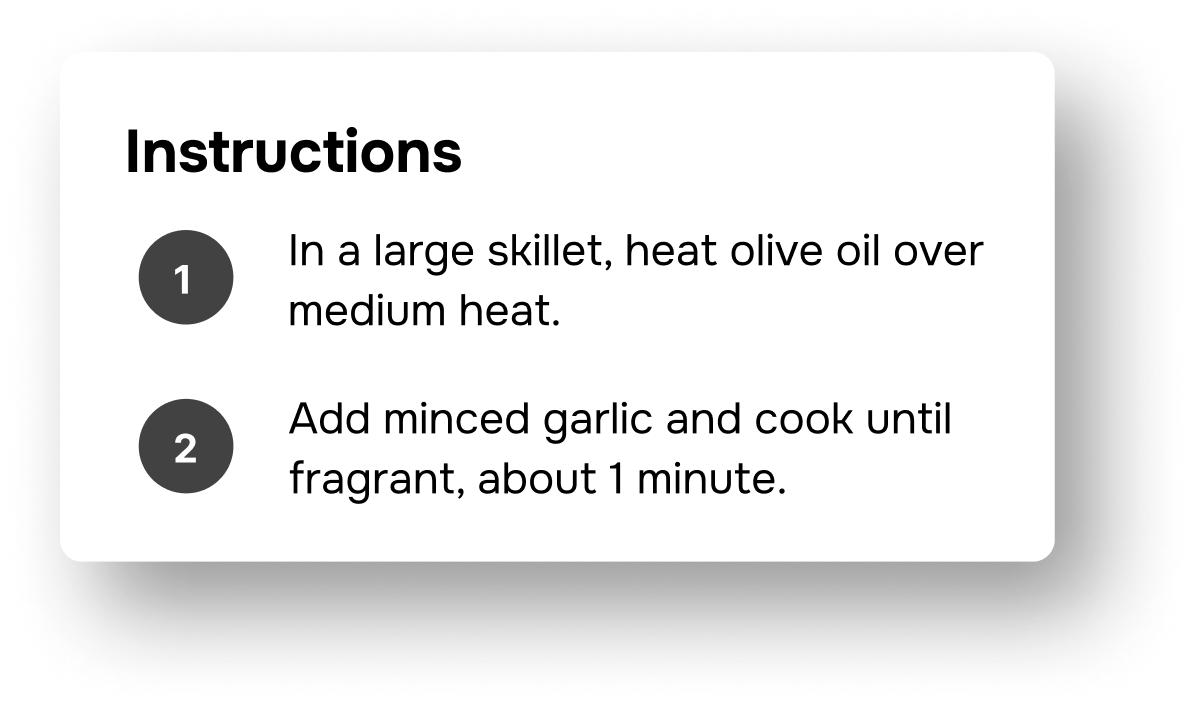 Instructions
1
In a large skillet, heat olive oil over
medium heat.
2
Add minced garlic and cook until
fragrant, about 1 minute.